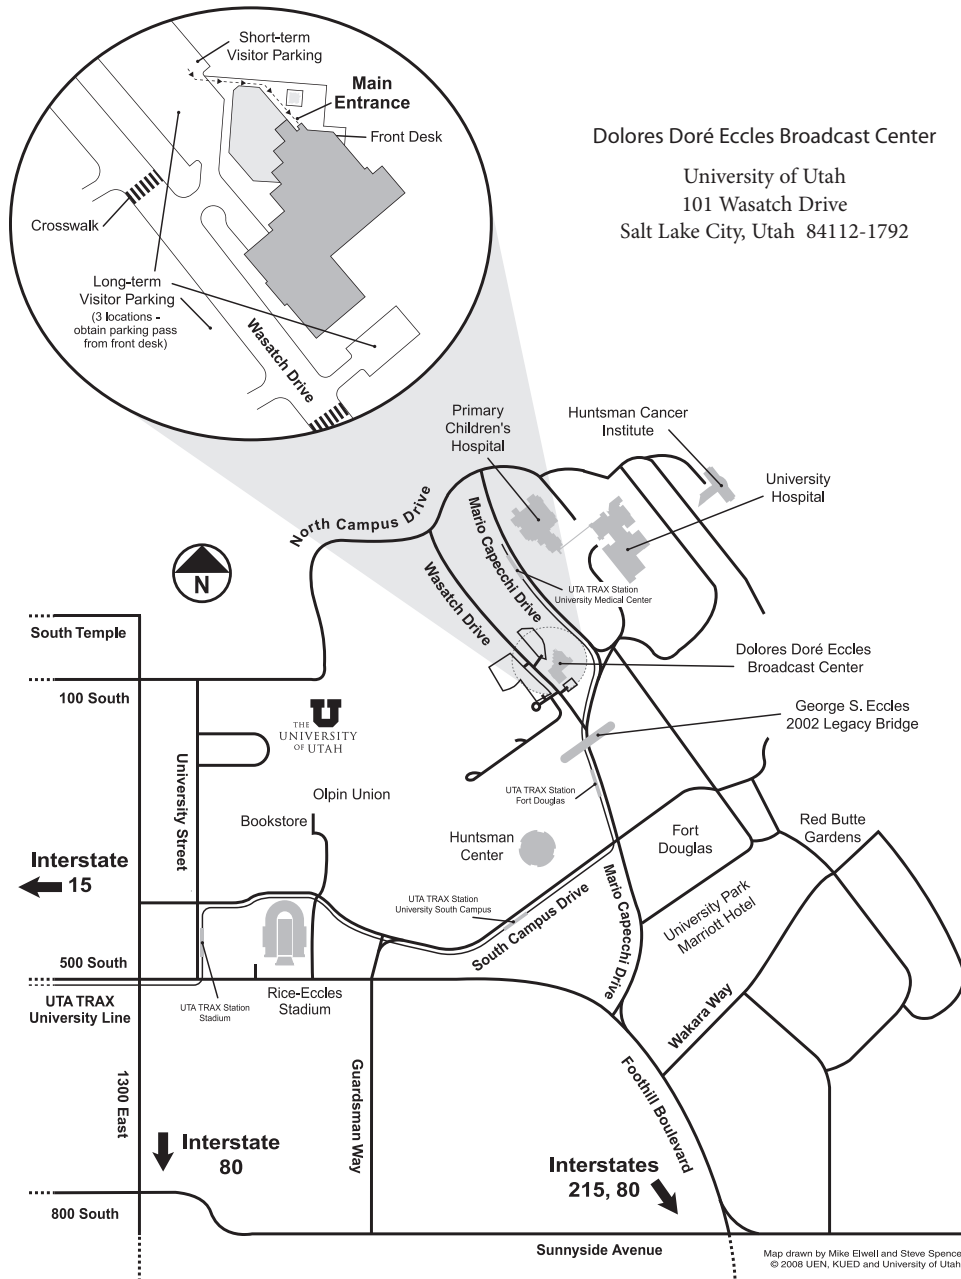 Short-term
Visitor Parking
Main
Entrance
Front Desk
Crosswalk
Long-term
Visitor Parking
(3 locations -
obtain parking pass
from front desk)
Wasatch Drive
Dolores Doré Eccles Broadcast Center
University of Utah
101 Wasatch Drive
Salt Lake City, Utah 84112-1792
Primary
Children's
Hospital
Huntsman Cancer
Institute
University
Hospital
North Campus Drive
Mario Capecchi Drive
Wasatch Drive
UTA TRAX Station
University Medical Center
N
South Temple
Dolores Doré Eccles
Broadcast Center
100 South
George S. Eccles
2002 Legacy Bridge
U
THE
UNIVERSITY
OF UTAH
University Street
UTA TRAX Station
Fort Douglas
Olpin Union
Bookstore
Huntsman
Center
Fort
Douglas
Red Butte
Gardens
Interstate
15
UTA TRAX Station
University South Campus
South Campus Drive
Mario Capecchi Drive
University Park
Marriott Hotel
500 South
UTA TRAX
University Line
UTA TRAX Station
Stadium
Rice-Eccles
Stadium
Wakara Way
1300 East
Guardsman Way
Foothill Boulevard
Interstate
80
Interstates
215, 80
800 South
Sunnyside Avenue
Map drawn by Mike Elwell and Steve Spence
© 2008 UEN, KUED and University of Utah